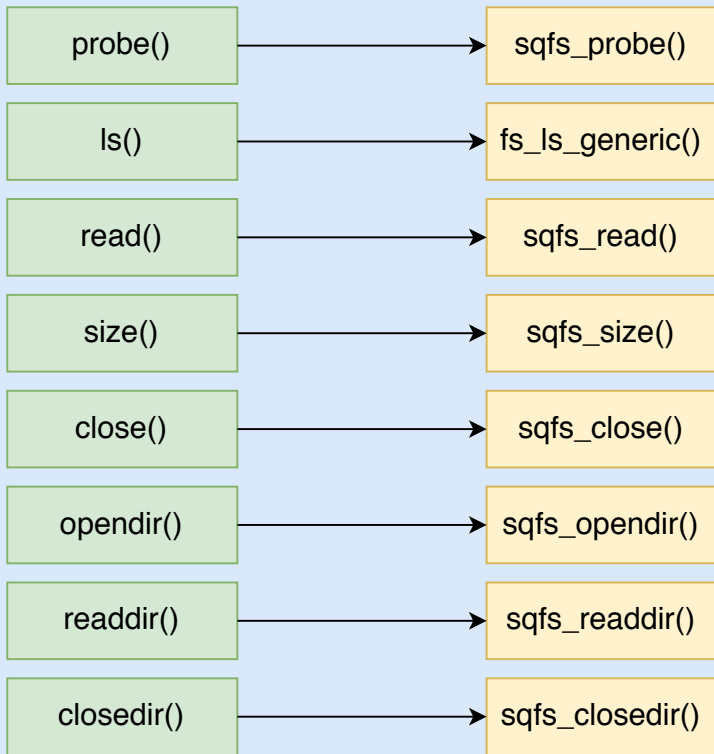 probe() sqfs_probe()
ls() fs_ls_generic()
read() sqfs_read()
size() sqfs_size()
close() sqfs_close()
opendir() sqfs_opendir()
readdir() sqfs_readdir()
closedir() sqfs_closedir()